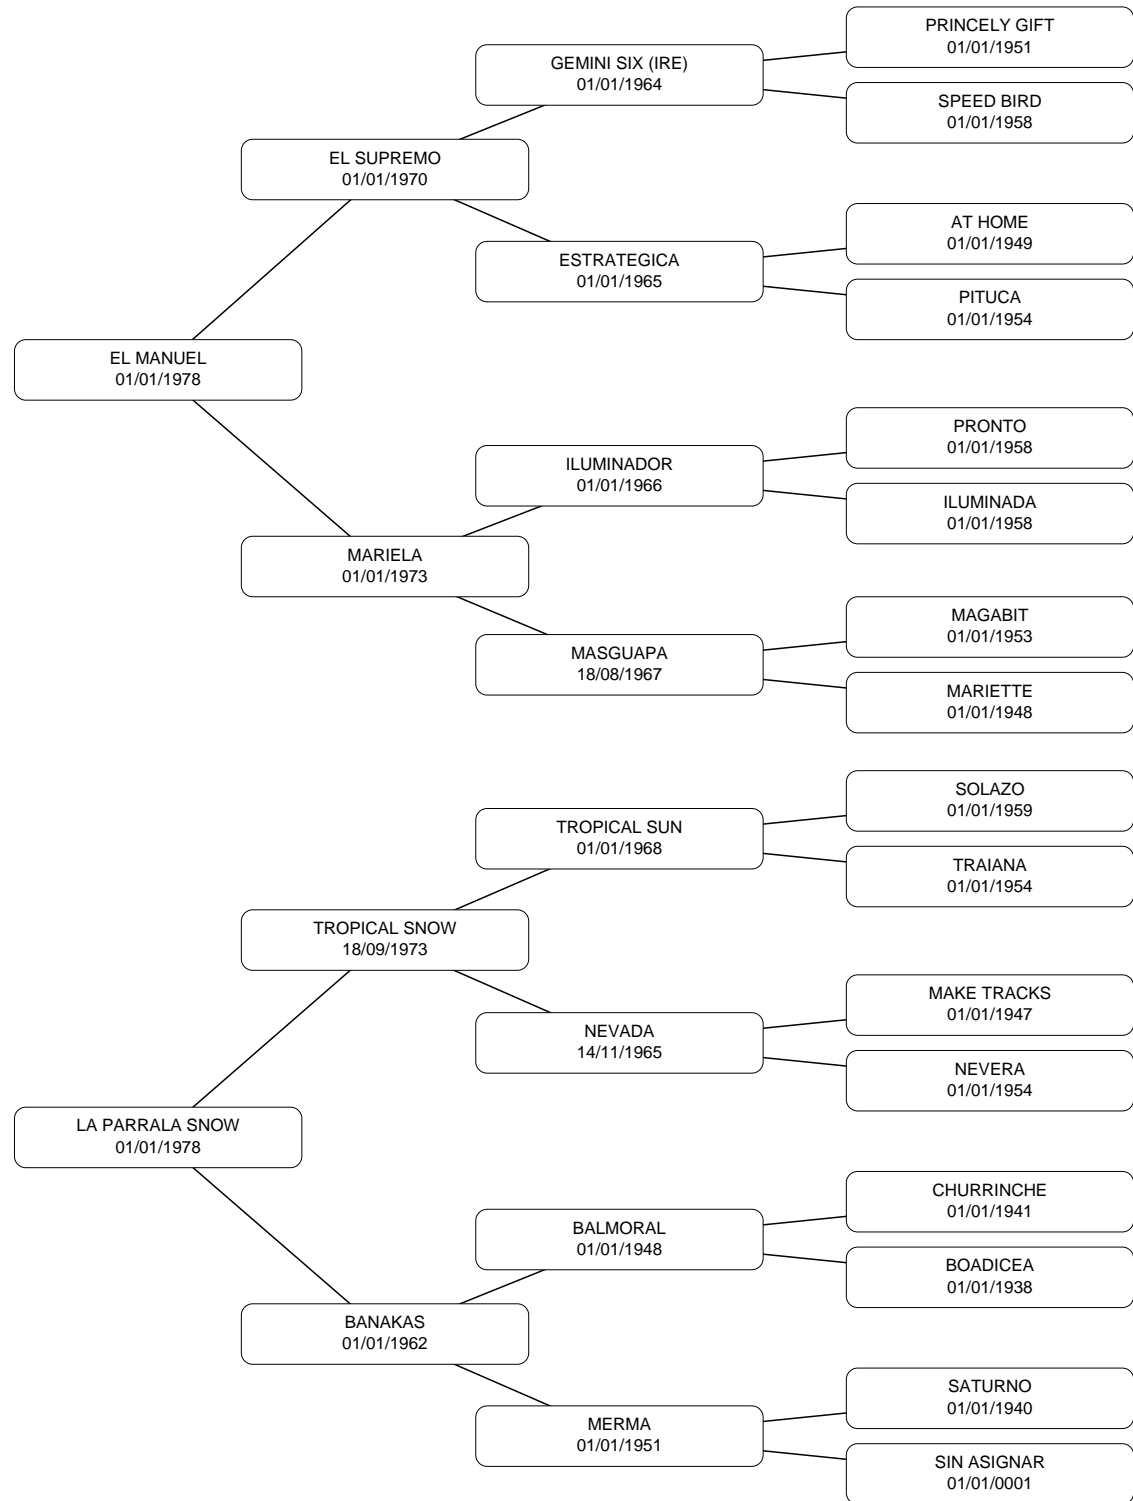 PRINCELY GIFT
01/01/1951
GEMINI SIX (IRE)
01/01/1964
SPEED BIRD
01/01/1958
EL SUPREMO
01/01/1970
AT HOME
01/01/1949
ESTRATEGICA
01/01/1965
PITUCA
01/01/1954
EL MANUEL
01/01/1978
PRONTO
01/01/1958
ILUMINADOR
01/01/1966
ILUMINADA
01/01/1958
MARIELA
01/01/1973
MAGABIT
01/01/1953
MASGUAPA
18/08/1967
MARIETTE
01/01/1948
SOLAZO
01/01/1959
TROPICAL SUN
01/01/1968
TRAIANA
01/01/1954
TROPICAL SNOW
18/09/1973
MAKE TRACKS
01/01/1947
NEVADA
14/11/1965
NEVERA
01/01/1954
LA PARRALA SNOW
01/01/1978
CHURRINCHE
01/01/1941
BALMORAL
01/01/1948
BOADICEA
01/01/1938
BANAKAS
01/01/1962
SATURNO
01/01/1940
MERMA
01/01/1951
SIN ASIGNAR
01/01/0001